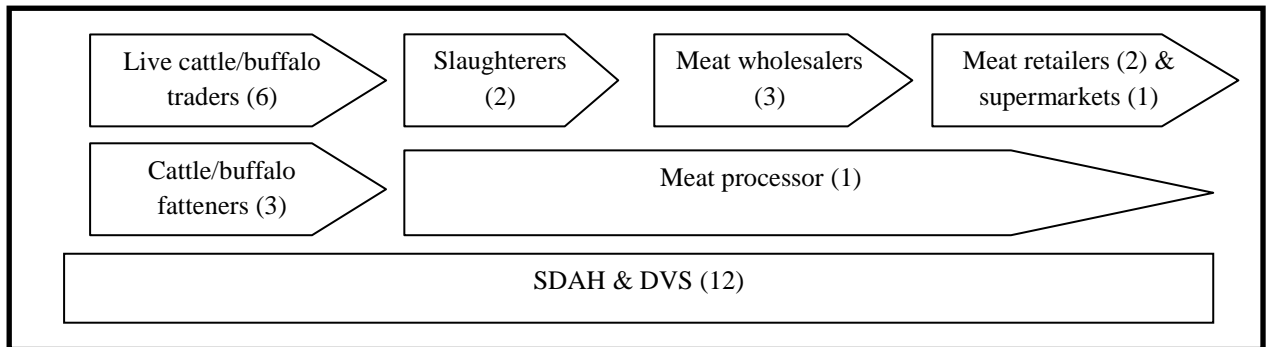 Live cattle/buffalo
traders (6)
Slaughterers
(2)
Meat wholesalers
(3)
Meat retailers (2) &
supermarkets (1)
Cattle/buffalo
fatteners (3)
Meat processor (1)
SDAH & DVS (12)